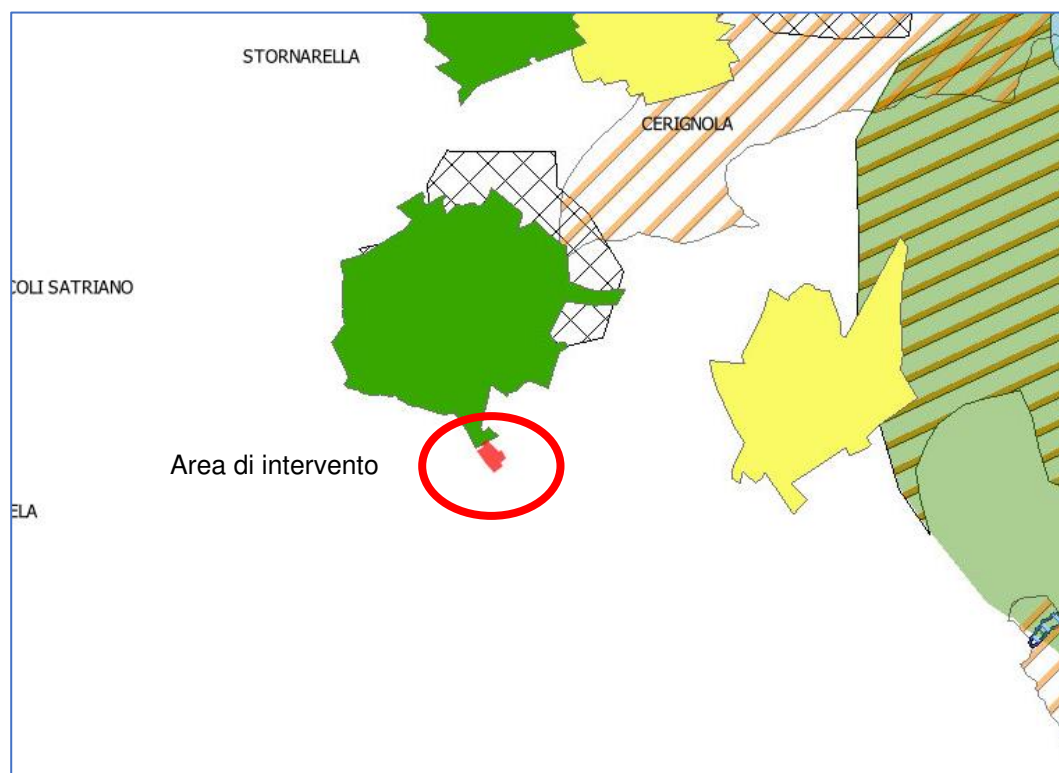 STORNARELLA
CERIGNOLA
COLI SATRIANO
Area di intervento
ELA